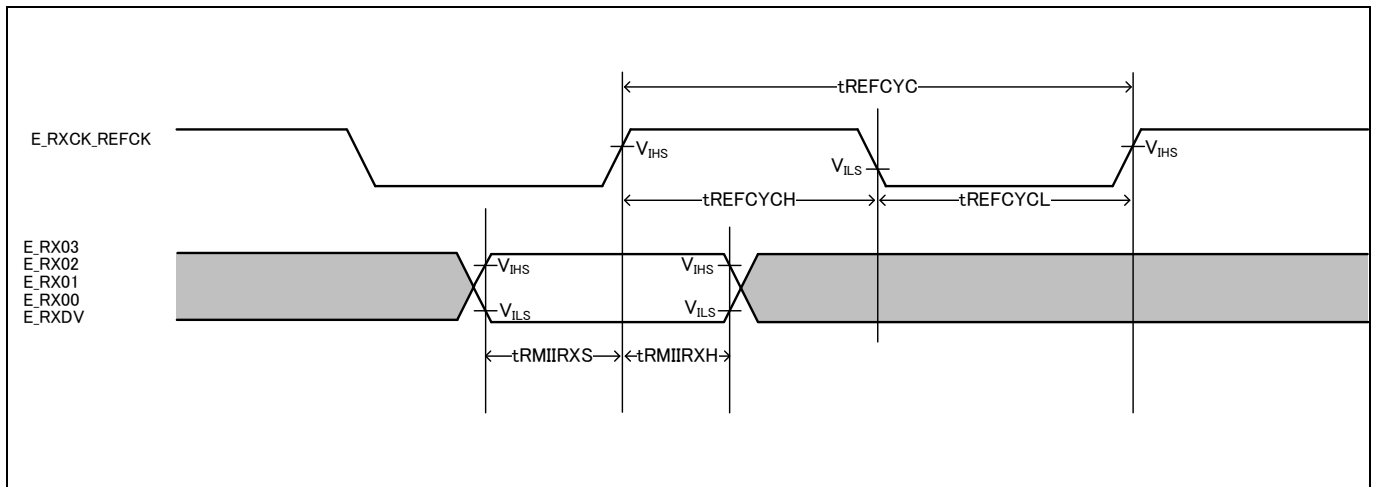 tREFCYC
E_RXCK_REFCK
VIHS
VILS
VIHS
tREFCYCH
tREFCYCL
E_RX03
E_RX02
E_RX01
E_RX00
E_RXDV
VIHS
VIHS
VILS
VILS
tRMIIRXS
tRMIIRXH